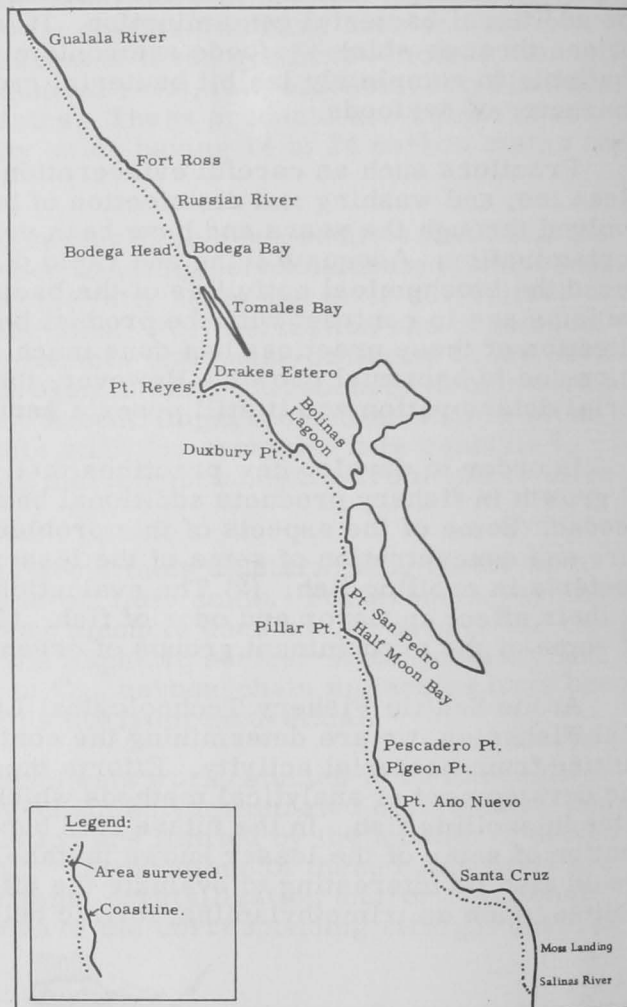 Gualala River
Fort Ross
Russian River
Bodega Head
Bodega Bay
Tomales Bay
Drakes Estero
Pt. Reyes
Bolinas
Lagoon
Duxbury Pt.
Pt. San Pedro
Pillar Pt.
Half Moon Bay
Pescadero Pt.
Pigeon Pt.
Pt. Ano Nuevo
Santa Cruz
Moss Landing
Salinas River
Legend:
Area surveyed.
Coastline.